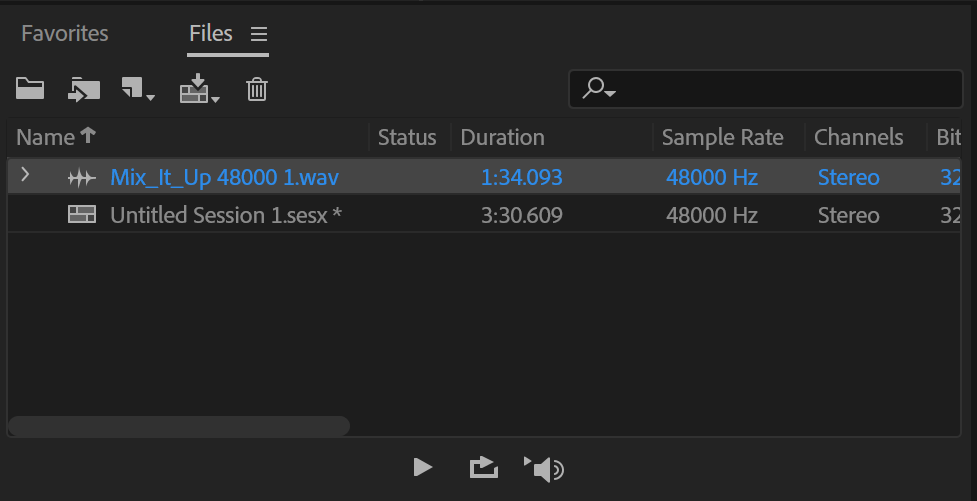 Favorites Files
Name Status Duration Sample Rate Channels Bit
Mix_It_Up 48000 1.wav 1:34.093 48000 Hz Stereo 32
Untitled Session 1.sesx * 3:30.609 48000 Hz Stereo 32